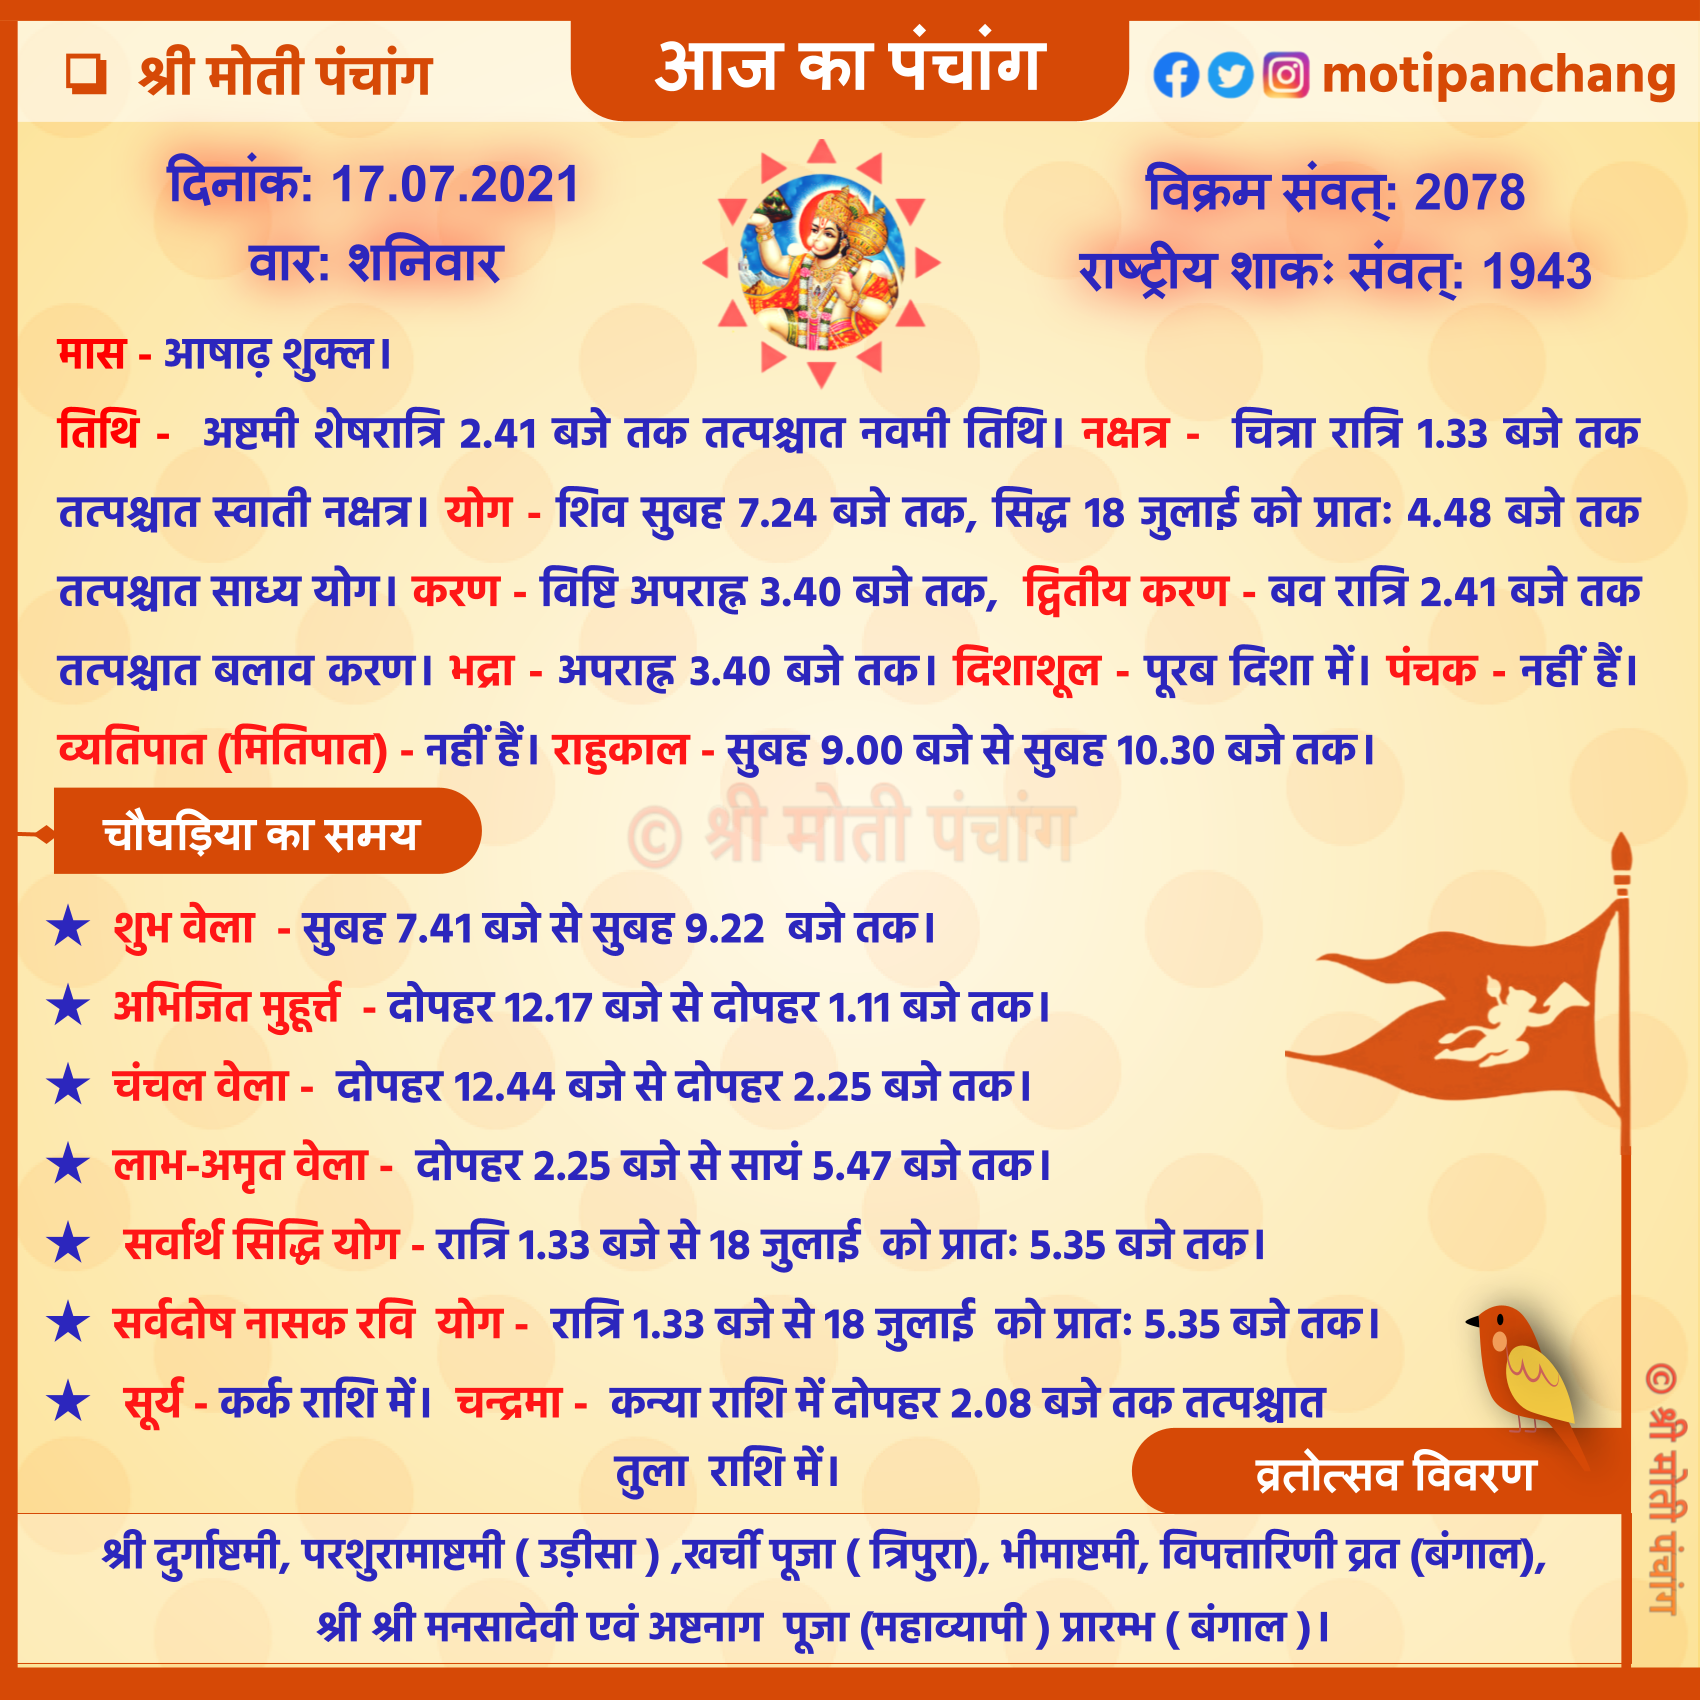 ❏ श्री मोती पंचांग
आज का पंचांग
motipanchang
दिनांक: 17.07.2021
वार: शनिवार
विक्रम संवत्: 2078
राष्ट्रीय शाकः संवत्: 1943
मास - आषाढ़ शुक्ल।
तिथि - अष्टमी शेषरात्रि 2.41 बजे तक तत्पश्चात नवमी तिथि। नक्षत्र - चित्रा रात्रि 1.33 बजे तक
तत्पश्चात स्वाती नक्षत्र। योग - शिव सुबह 7.24 बजे तक, सिद्ध 18 जुलाई को प्रातः 4.48 बजे तक
तत्पश्चात साध्य योग। करण - विष्टि अपराह्न 3.40 बजे तक, द्वितीय करण - बव रात्रि 2.41 बजे तक
तत्पश्चात बलाव करण। भद्रा - अपराह्न 3.40 बजे तक। दिशाशूल - पूरब दिशा में। पंचक - नहीं हैं।
व्यतिपात (मितिपात) - नहीं हैं। राहुकाल - सुबह 9.00 बजे से सुबह 10.30 बजे तक।
© श्री मोती पंचांग
चौघड़िया का समय
★ शुभ वेला - सुबह 7.41 बजे से सुबह 9.22 बजे तक।
★ अभिजित मुहूर्त्त - दोपहर 12.17 बजे से दोपहर 1.11 बजे तक।
★ चंचल वेला - दोपहर 12.44 बजे से दोपहर 2.25 बजे तक।
★ लाभ-अमृत वेला - दोपहर 2.25 बजे से सायं 5.47 बजे तक।
★ सर्वार्थ सिद्धि योग - रात्रि 1.33 बजे से 18 जुलाई को प्रातः 5.35 बजे तक।
★ सर्वदोष नासक रवि योग - रात्रि 1.33 बजे से 18 जुलाई को प्रातः 5.35 बजे तक।
★ सूर्य - कर्क राशि में। चन्द्रमा - कन्या राशि में दोपहर 2.08 बजे तक तत्पश्चात
तुला राशि में।
व्रतोत्सव विवरण
श्री दुर्गाष्टमी, परशुरामाष्टमी ( उड़ीसा ) ,खर्ची पूजा ( त्रिपुरा), भीमाष्टमी, विपत्तारिणी व्रत (बंगाल),
श्री श्री मनसादेवी एवं अष्टनाग पूजा (महाव्यापी ) प्रारम्भ ( बंगाल )।
© श्री मोती पंचांग